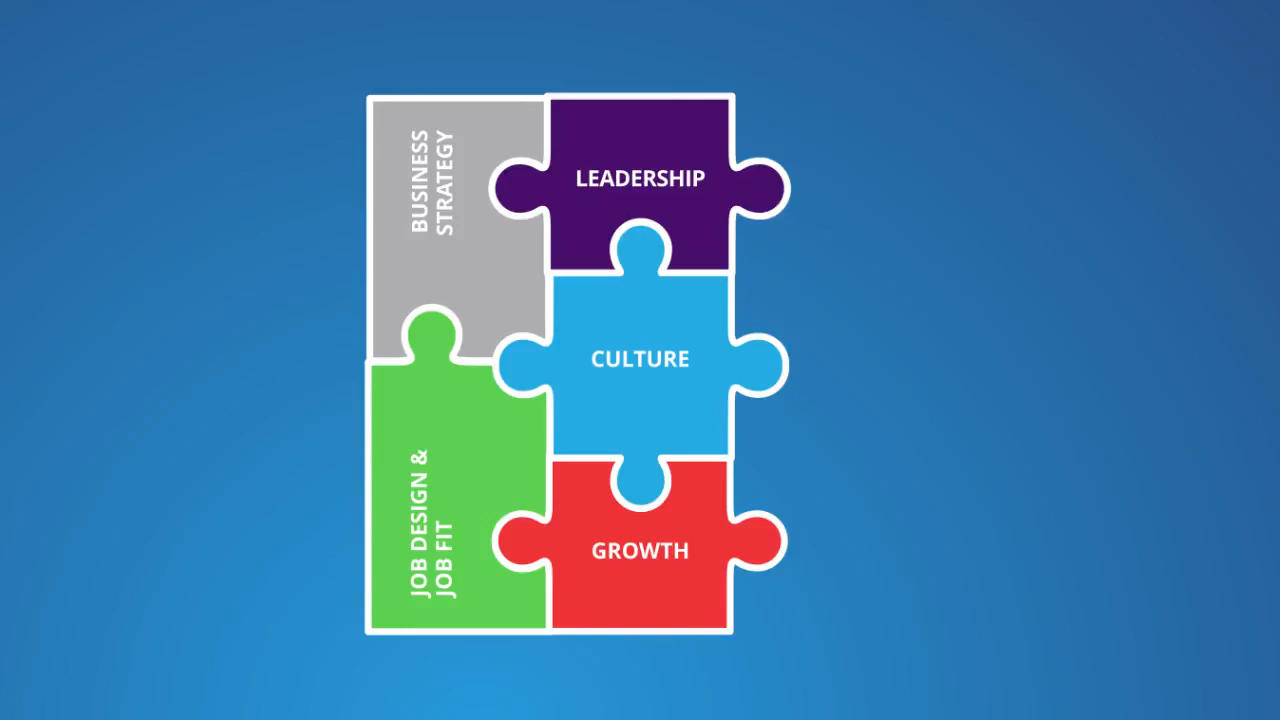 BUSINESS
STRATEGY
LEADERSHIP
CULTURE
JOB DESIGN &
JOB FIT
GROWTH